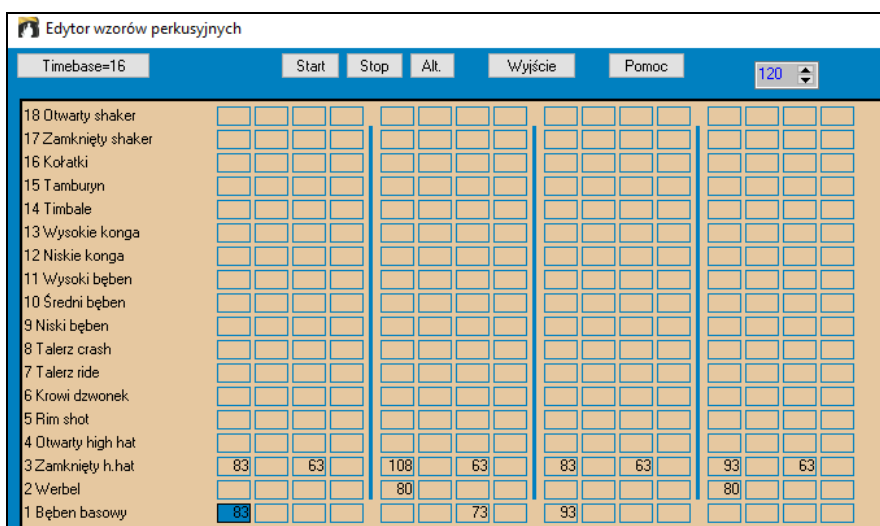 Edytor wzorów perkusyjnych
Timebase=16 Start Stop Alt. Wyjście Pomoc 120
18 Otwarty shaker
17 Zamknięty shaker
16 Kołatki
15 Tamburyn
14 Timbale
13 Wysokie konga
12 Niskie konga
11 Wysoki bęben
10 Średni bęben
9 Niski bęben
8 Talerz crash
7 Talerz ride
6 Krowi dzwonek
5 Rim shot
4 Otwarty high hat
3 Zamknięty h.hat 83 63 108 63 83 63 93 63
2 Werbel 80 80
1 Bęben basowy 83 73 93